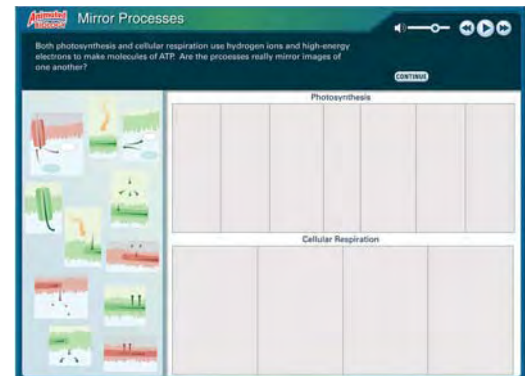 Animated
BIOLOGY
Mirror Processes
Both photosynthesis and cellular respiration use hydrogen ions and high-energy
electrons to make molecules of ATP. Are the prcoesses really mirror images of
one another?
CONTINUE
Photosynthesis
Cellular Respiration